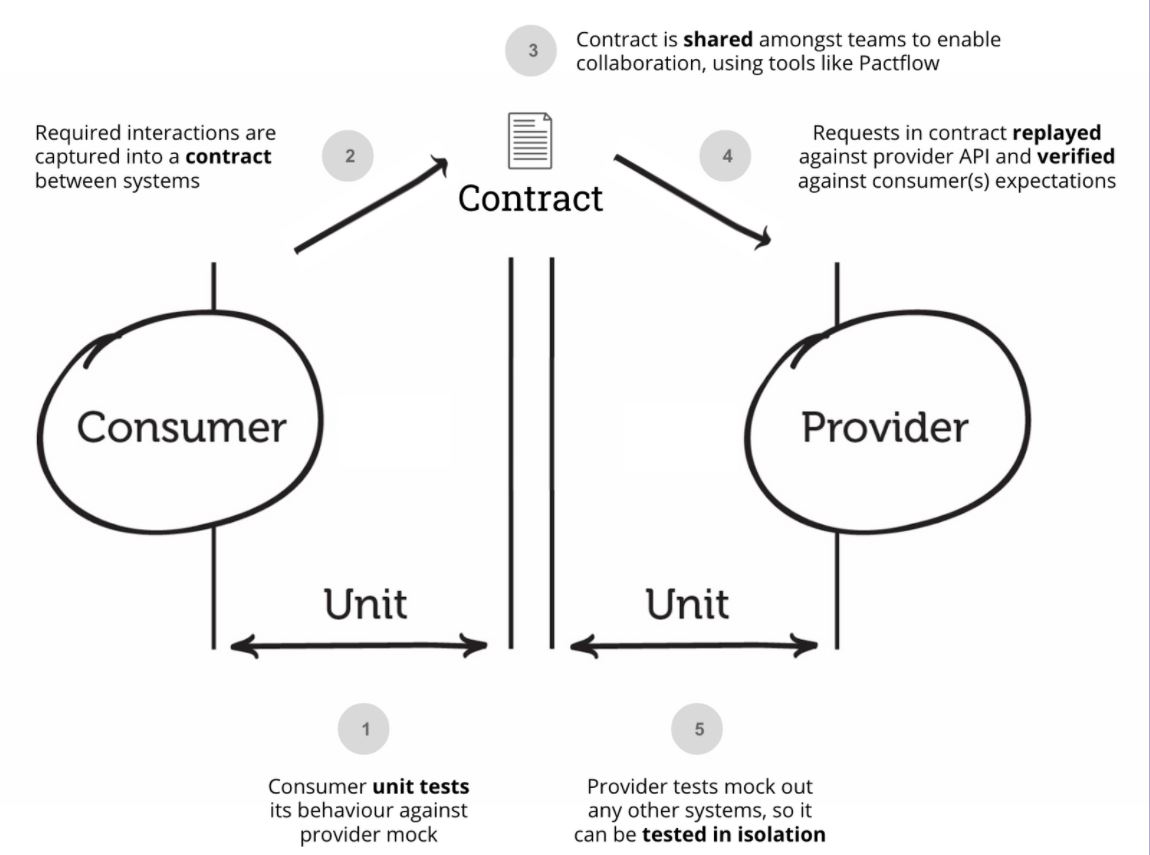 3
Contract is shared amongst teams to enable
collaboration, using tools like Pactflow
Required interactions are
captured into a contract
between systems
2
4
Requests in contract replayed
against provider API and verified
against consumer(s) expectations
Contract
Consumer
Provider
Unit
Unit
1
Consumer unit tests
its behaviour against
provider mock
5
Provider tests mock out
any other systems, so it
can be tested in isolation